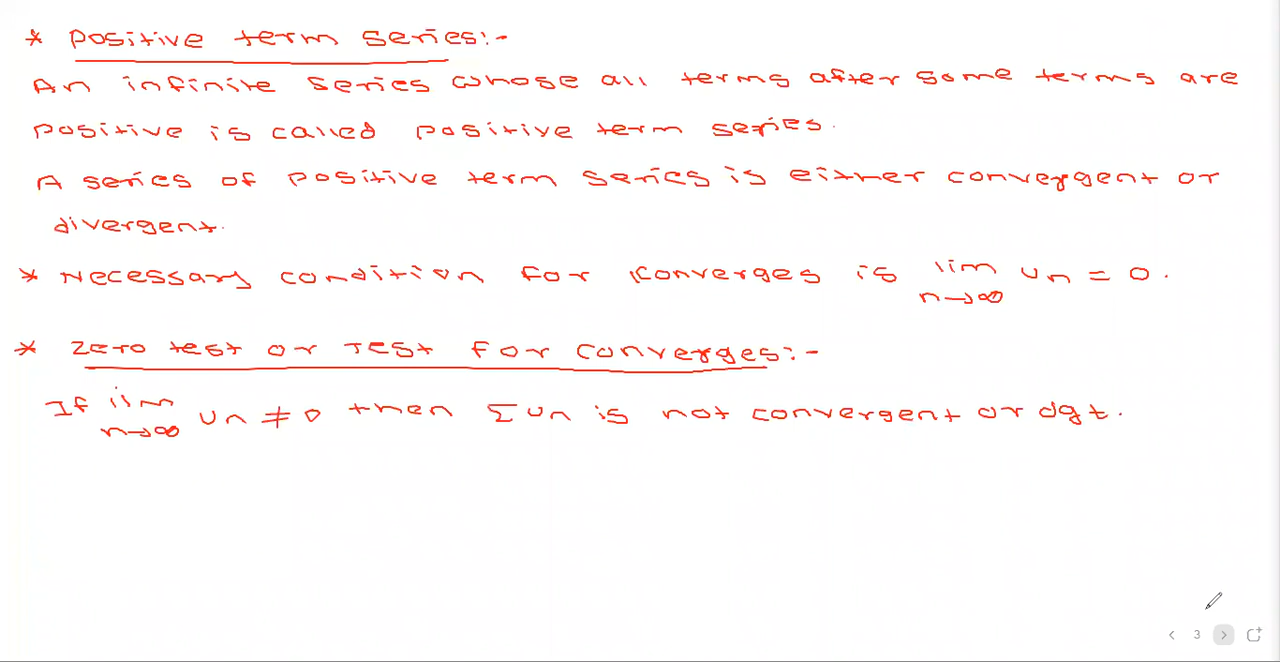 * Positive term series:-
An infinite series whose all terms after some terms are
positive is called positive term series.
A series of positive term series is either convergent or
divergent.
* Necessary condition for converges is lim n→∞ un = 0.
* Zero test or Test for converges:-
If lim n→∞ un ≠ 0 then Σun is not convergent or dgt.
3